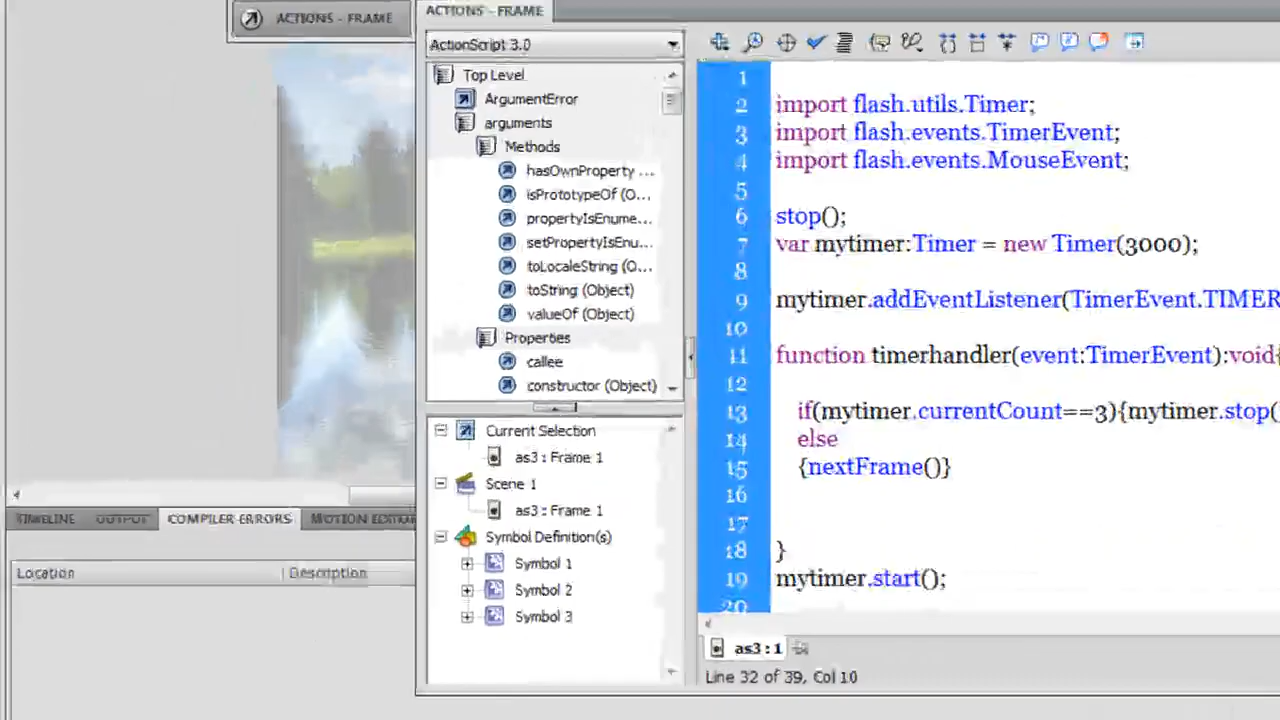 ACTIONS - FRAME
ACTIONS - FRAME
ActionScript 3.0
Top Level
ArgumentError
arguments
Methods
hasOwnProperty ...
isPrototypeOf (O...
propertyIsEnume...
setPropertyIsEnu...
toLocaleString (O...
toString (Object)
valueOf (Object)
Properties
callee
constructor (Object)
Current Selection
as3 : Frame 1
Scene 1
as3 : Frame 1
Symbol Definition(s)
Symbol 1
Symbol 2
Symbol 3
1
2 import flash.utils.Timer;
3 import flash.events.TimerEvent;
4 import flash.events.MouseEvent;
5
6 stop();
7 var mytimer:Timer = new Timer(3000);
8
9 mytimer.addEventListener(TimerEvent.TIMER
10
11 function timerhandler(event:TimerEvent):void{
12
13 if(mytimer.currentCount==3){mytimer.stop(
14 else
15 {nextFrame()}
16
17
18 }
19 mytimer.start();
20
as3 : 1
Line 32 of 39, Col 10
TIMELINE
OUTPUT
COMPILER ERRORS
MOTION EDITOR
Location
Description